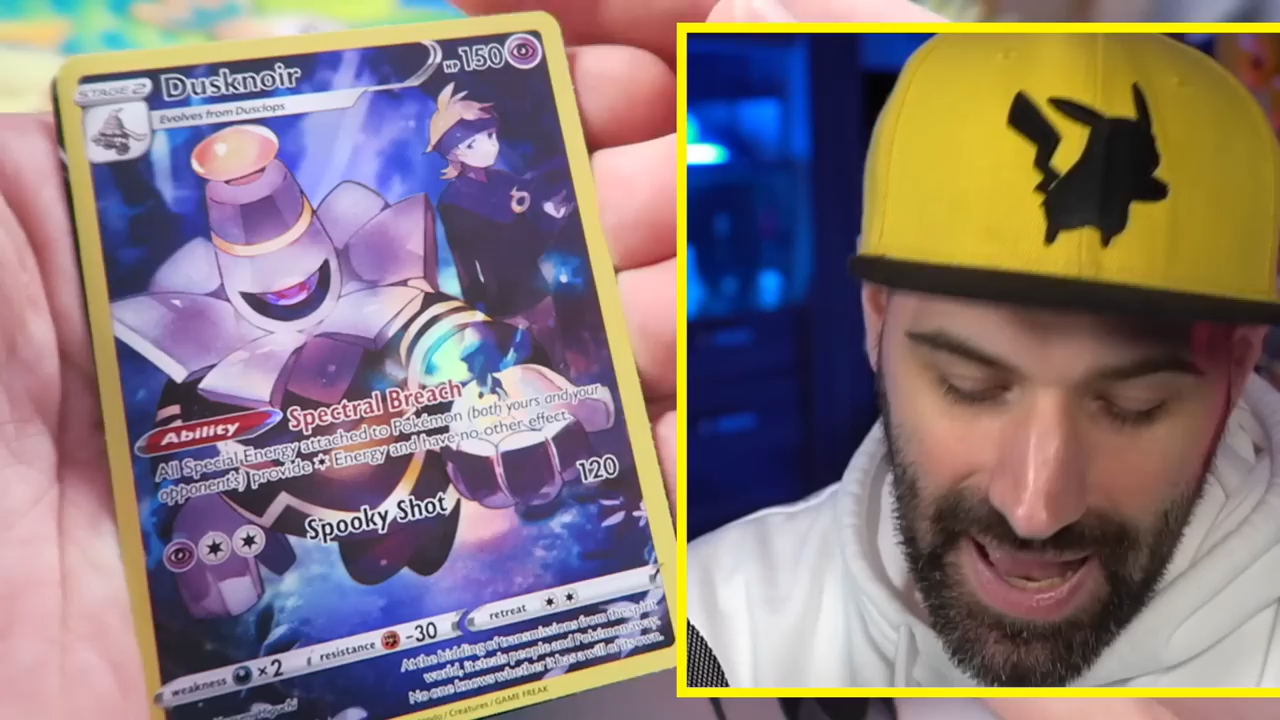 STAGE 2
Dusknoir
HP 150
Evolves from Dusclops
Ability
Spectral Breach
All Special Energy attached to Pokémon (both yours and your
opponent's) provide Energy and have no other effect.
Spooky Shot
120
weakness ×2
resistance -30
retreat
At the bidding of transmissions from the spirit
world, it steals people and Pokémon away.
No one knows whether it has a will of its own.
/ Creatures / GAME FREAK